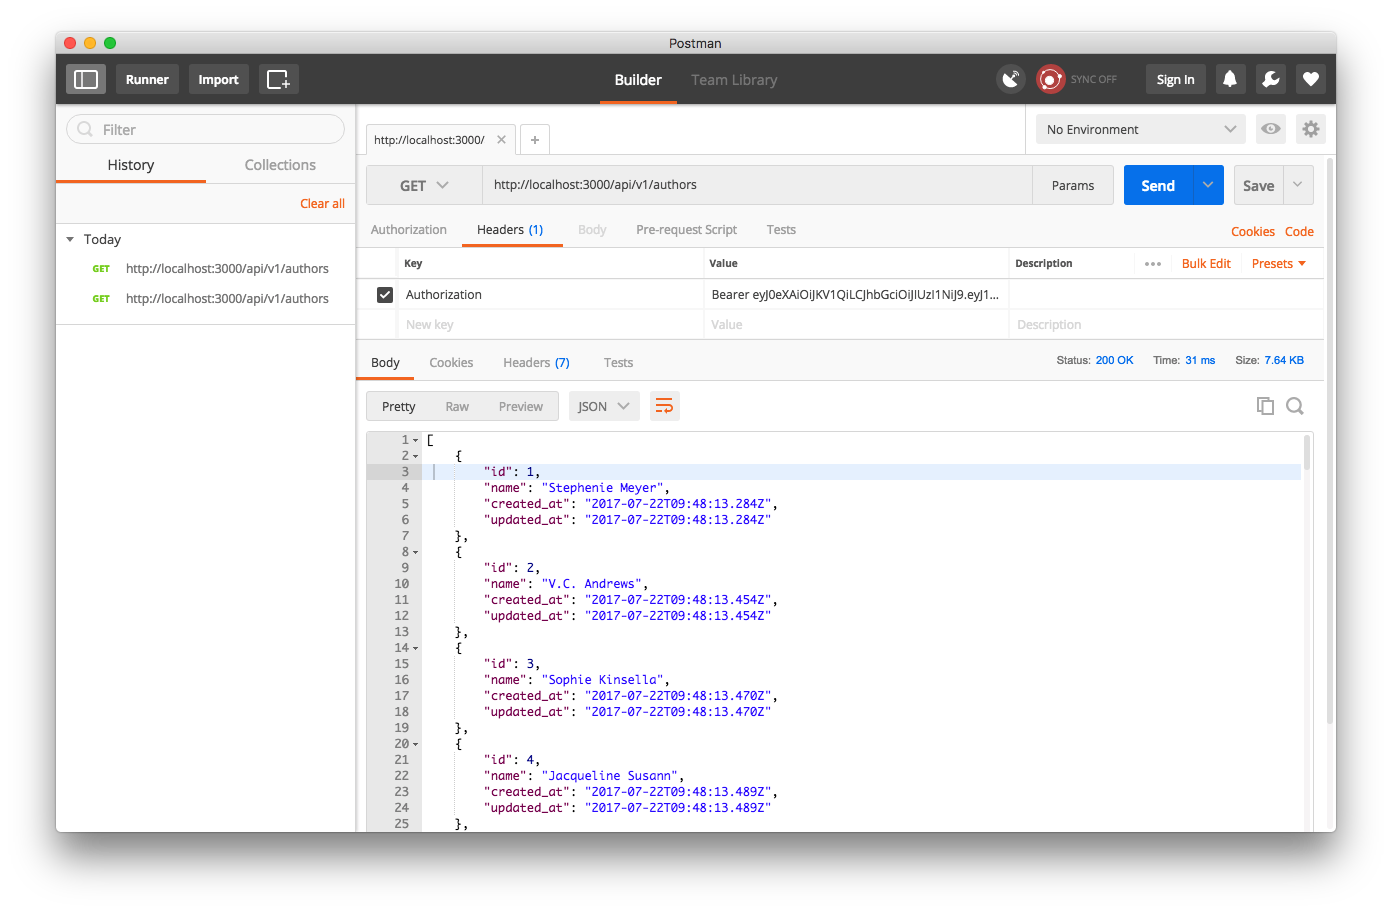 Postman
Runner Import Builder Team Library SYNC OFF Sign In
Filter
History Collections
Clear all
Today
GET http://localhost:3000/api/v1/authors
GET http://localhost:3000/api/v1/authors
http://localhost:3000/ No Environment
GET http://localhost:3000/api/v1/authors Params Send Save
Authorization Headers (1) Body Pre-request Script Tests Cookies Code
Key Value Description Bulk Edit Presets
Authorization Bearer eyJ0eXAiOiJKV1QiLCJhbGciOiJIUzI1NiJ9.eyJ1...
New key Value Description
Body Cookies Headers (7) Tests Status: 200 OK Time: 31 ms Size: 7.64 KB
Pretty Raw Preview JSON
1 [
2 {
3 "id": 1,
4 "name": "Stephenie Meyer",
5 "created_at": "2017-07-22T09:48:13.284Z",
6 "updated_at": "2017-07-22T09:48:13.284Z"
7 },
8 {
9 "id": 2,
10 "name": "V.C. Andrews",
11 "created_at": "2017-07-22T09:48:13.454Z",
12 "updated_at": "2017-07-22T09:48:13.454Z"
13 },
14 {
15 "id": 3,
16 "name": "Sophie Kinsella",
17 "created_at": "2017-07-22T09:48:13.470Z",
18 "updated_at": "2017-07-22T09:48:13.470Z"
19 },
20 {
21 "id": 4,
22 "name": "Jacqueline Susann",
23 "created_at": "2017-07-22T09:48:13.489Z",
24 "updated_at": "2017-07-22T09:48:13.489Z"
25 },